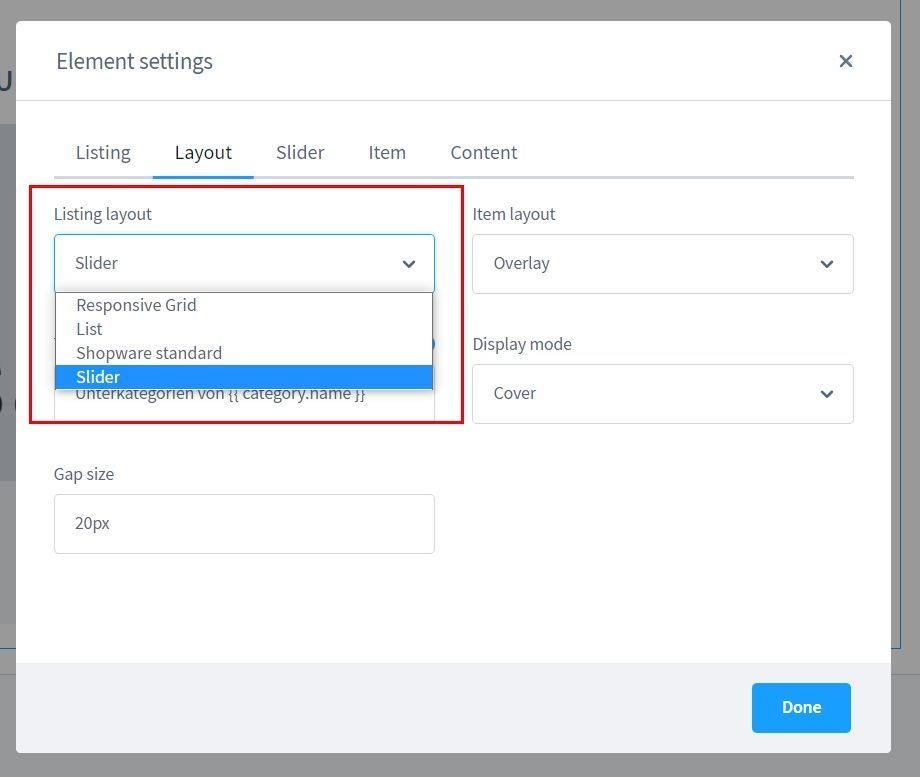 Element settings
Listing Layout Slider Item Content
Listing layout
Slider
Responsive Grid
List
Shopware standard
Slider
Unterkategorien von {{ category.name }}
Item layout
Overlay
Display mode
Cover
Gap size
20px
Done